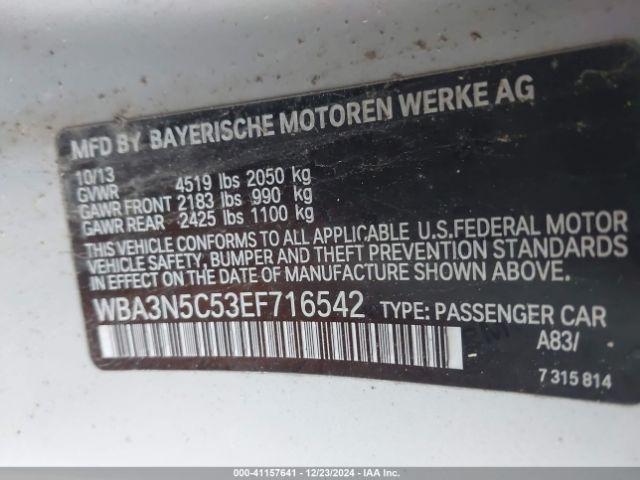 MFD BY BAYERISCHE MOTOREN WERKE AG
10/13
GVWR 4519 lbs 2050 kg
GAWR FRONT 2183 lbs 990 kg
GAWR REAR 2425 lbs 1100 kg
THIS VEHICLE CONFORMS TO ALL APPLICABLE U.S.FEDERAL MOTOR
VEHICLE SAFETY, BUMPER AND THEFT PREVENTION STANDARDS
IN EFFECT ON THE DATE OF MANUFACTURE SHOWN ABOVE.
WBA3N5C53EF716542 TYPE: PASSENGER CAR
A83/
7 315 814
000-41157641 - 12/23/2024 - IAAI.COM